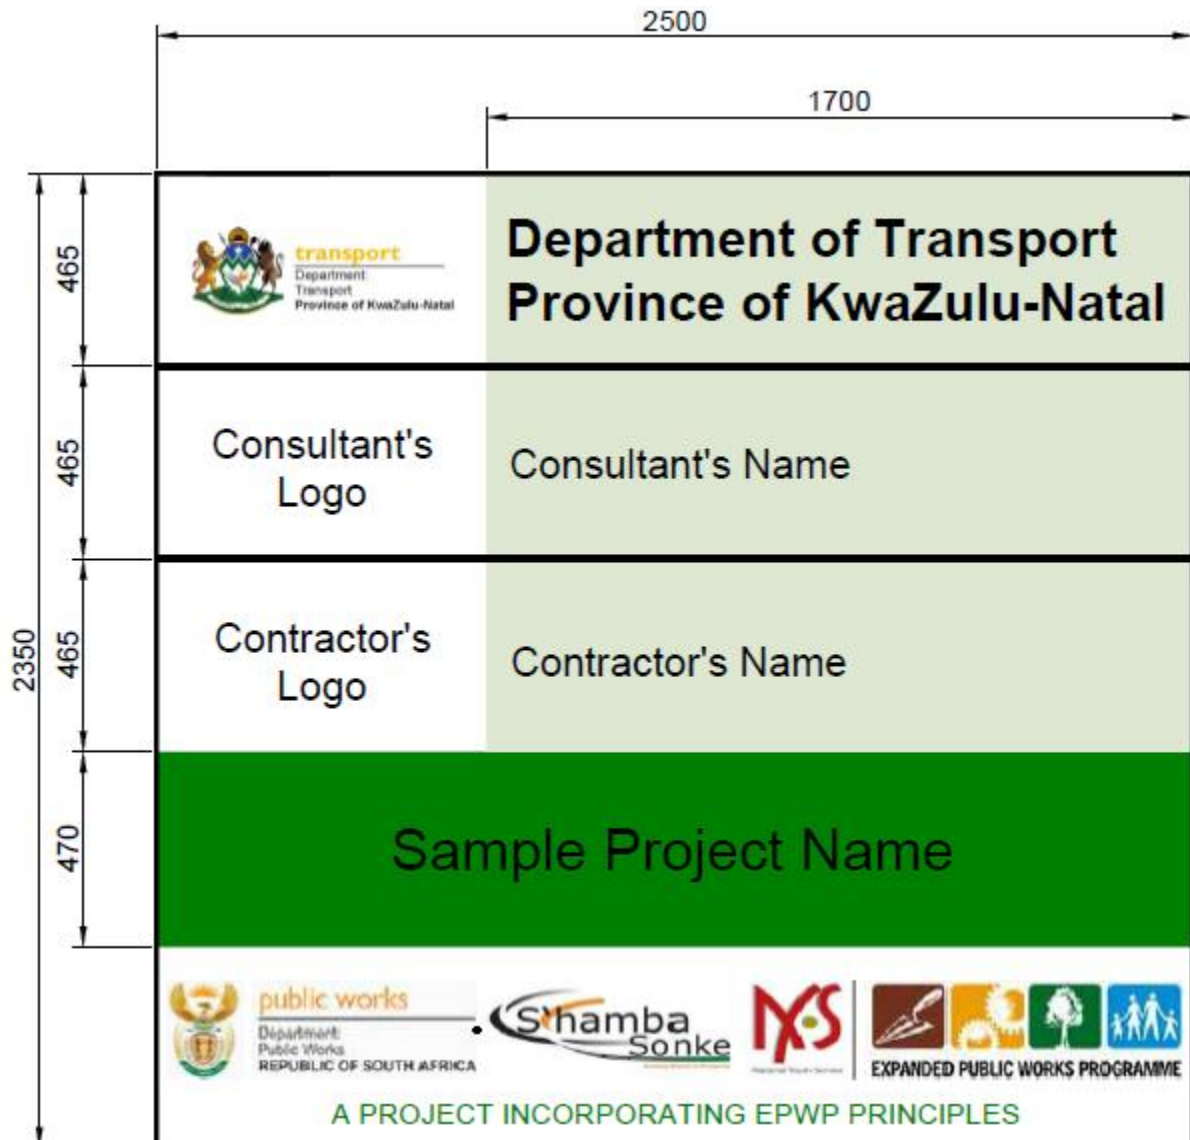 2500
1700
2350
465
transport
Department:
Transport
Province of KwaZulu-Natal
Department of Transport
Province of KwaZulu-Natal
465
Consultant's
Logo
Consultant's Name
465
Contractor's
Logo
Contractor's Name
470
Sample Project Name
public works
Department:
Public Works
REPUBLIC OF SOUTH AFRICA
S'hamba
Sonke
NYS
EXPANDED PUBLIC WORKS PROGRAMME
A PROJECT INCORPORATING EPWP PRINCIPLES